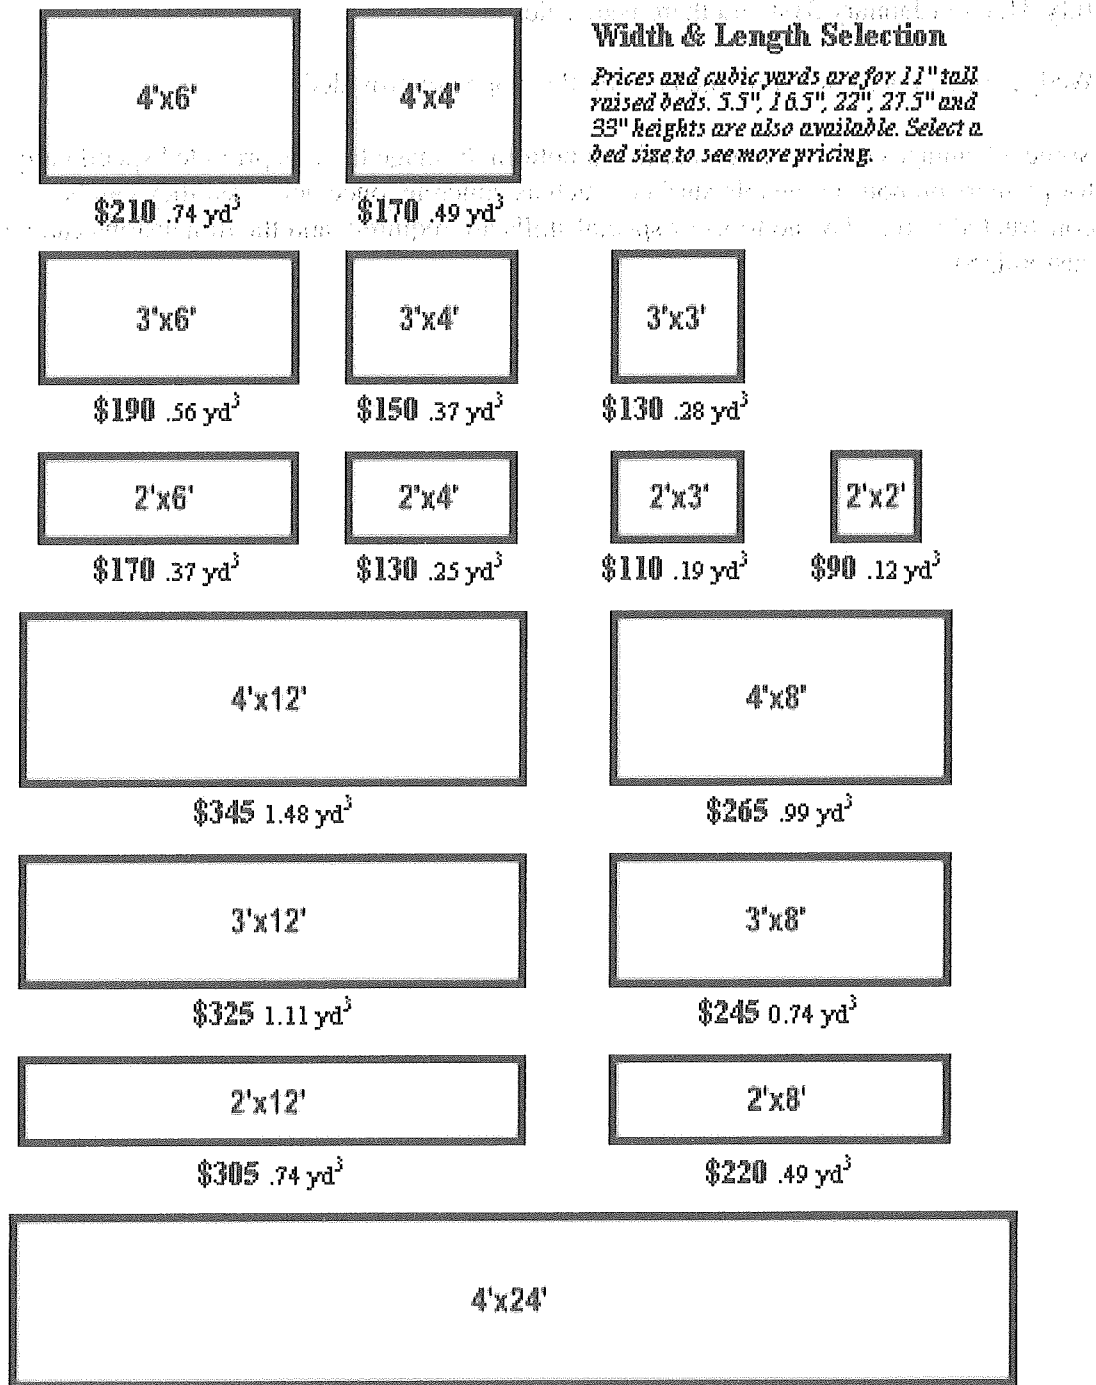 Width & Length Selection
Prices and cubic yards are for 11" tall
raised beds. 5.5", 16.5", 22", 27.5" and
33" heights are also available. Select a
bed size to see more pricing.
4'x6' 4'x4'
$210 .74 yd³ $170 .49 yd³
3'x6' 3'x4' 3'x3'
$190 .56 yd³ $150 .37 yd³ $130 .28 yd³
2'x6' 2'x4' 2'x3' 2'x2'
$170 .37 yd³ $130 .25 yd³ $110 .19 yd³ $90 .12 yd³
4'x12' 4'x8'
$345 1.48 yd³ $265 .99 yd³
3'x12' 3'x8'
$325 1.11 yd³ $245 0.74 yd³
2'x12' 2'x8'
$305 .74 yd³ $220 .49 yd³
4'x24'